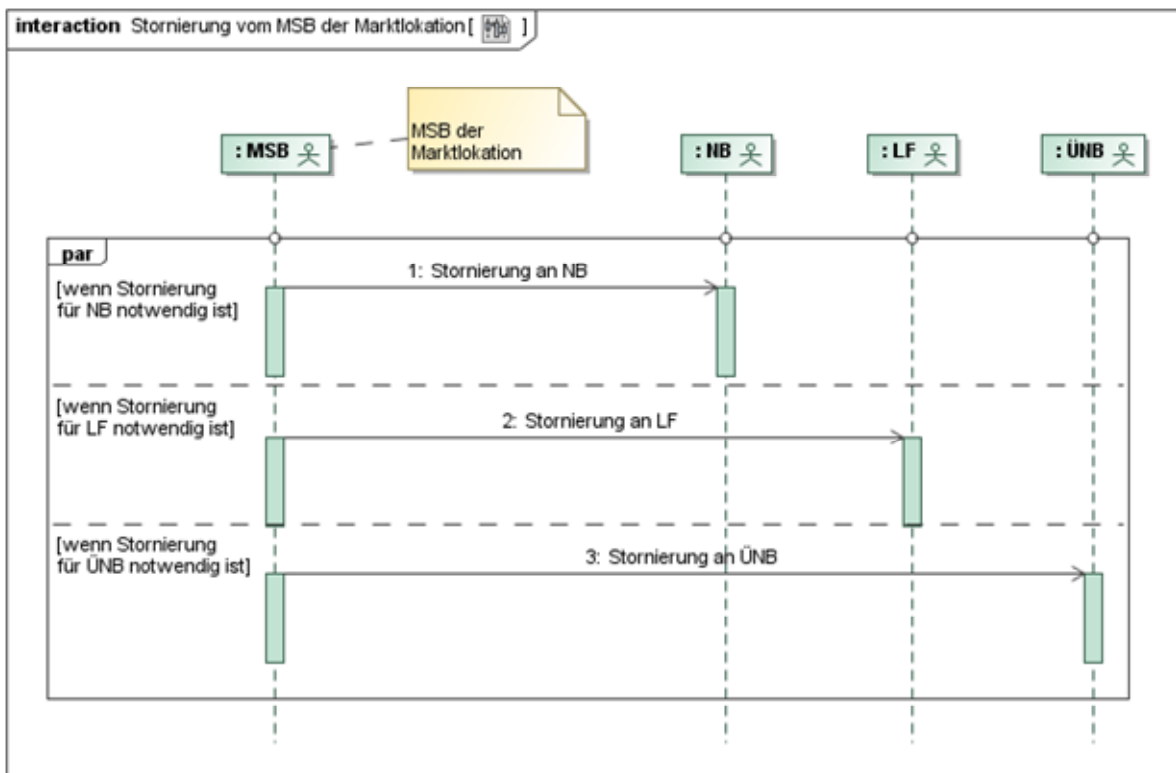 interaction Stornierung vom MSB der Marktlokation [ ]
MSB der
Marktlokation
: MSB
: NB
: LF
: ÜNB
par
[wenn Stornierung
für NB notwendig ist]
1: Stornierung an NB
[wenn Stornierung
für LF notwendig ist]
2: Stornierung an LF
[wenn Stornierung
für ÜNB notwendig ist]
3: Stornierung an ÜNB